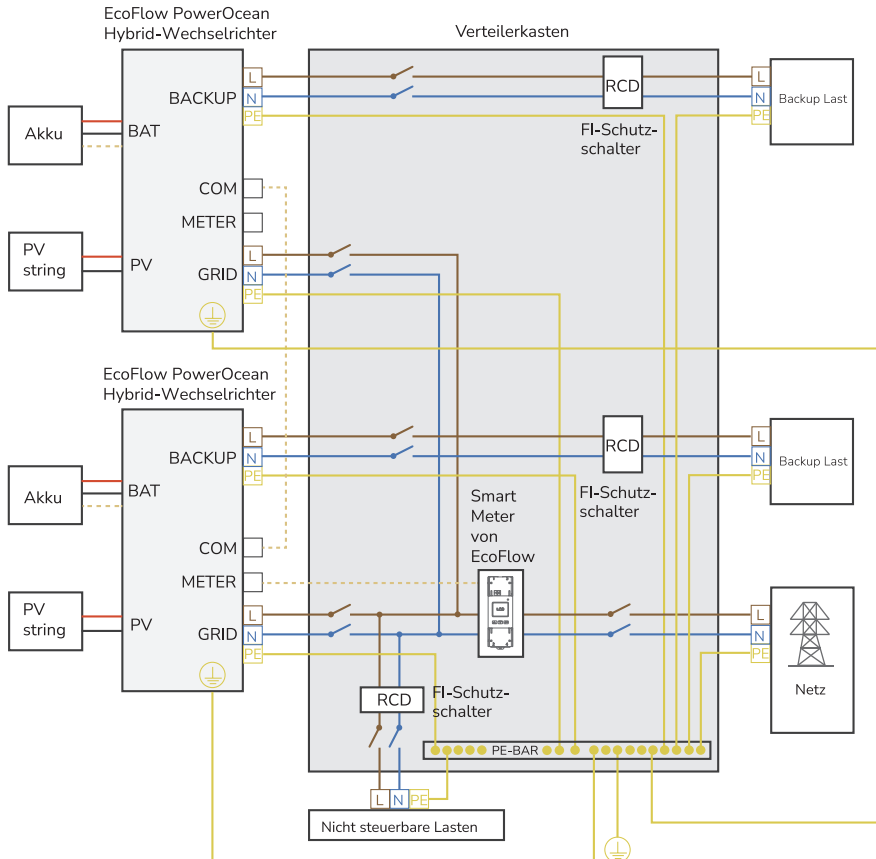 EcoFlow PowerOcean
Hybrid-Wechselrichter
Verteilerkasten
L
BACKUP
N
PE
RCD
L
N
PE
Backup Last
FI-Schutz-
schalter
Akku
BAT
COM
METER
PV
string
PV
L
GRID
N
PE
EcoFlow PowerOcean
Hybrid-Wechselrichter
L
BACKUP
N
PE
RCD
L
N
PE
Backup Last
FI-Schutz-
schalter
Akku
BAT
COM
METER
Smart
Meter
von
EcoFlow
PV
string
PV
L
GRID
N
PE
L
N
PE
Netz
RCD
FI-Schutz-
schalter
PE-BAR
L
N
PE
Nicht steuerbare Lasten